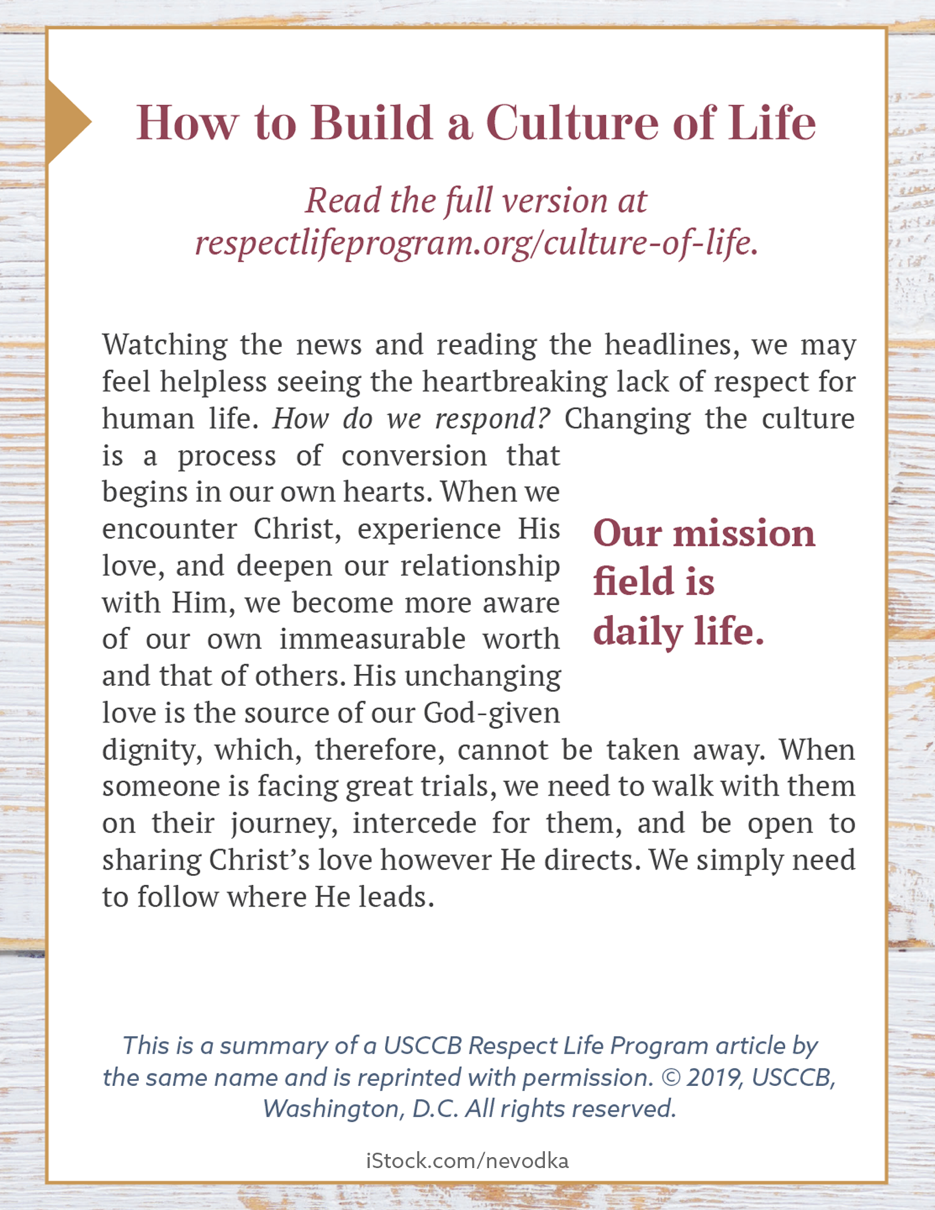 How to Build a Culture of Life
Read the full version at
respectlifeprogram.org/culture-of-life.
Watching the news and reading the headlines, we may
feel helpless seeing the heartbreaking lack of respect for
human life. How do we respond? Changing the culture
is a process of conversion that
begins in our own hearts. When we
encounter Christ, experience His
love, and deepen our relationship
with Him, we become more aware
of our own immeasurable worth
and that of others. His unchanging
love is the source of our God-given
dignity, which, therefore, cannot be taken away. When
someone is facing great trials, we need to walk with them
on their journey, intercede for them, and be open to
sharing Christ’s love however He directs. We simply need
to follow where He leads.
Our mission
field is
daily life.
This is a summary of a USCCB Respect Life Program article by
the same name and is reprinted with permission. © 2019, USCCB,
Washington, D.C. All rights reserved.
iStock.com/nevodka